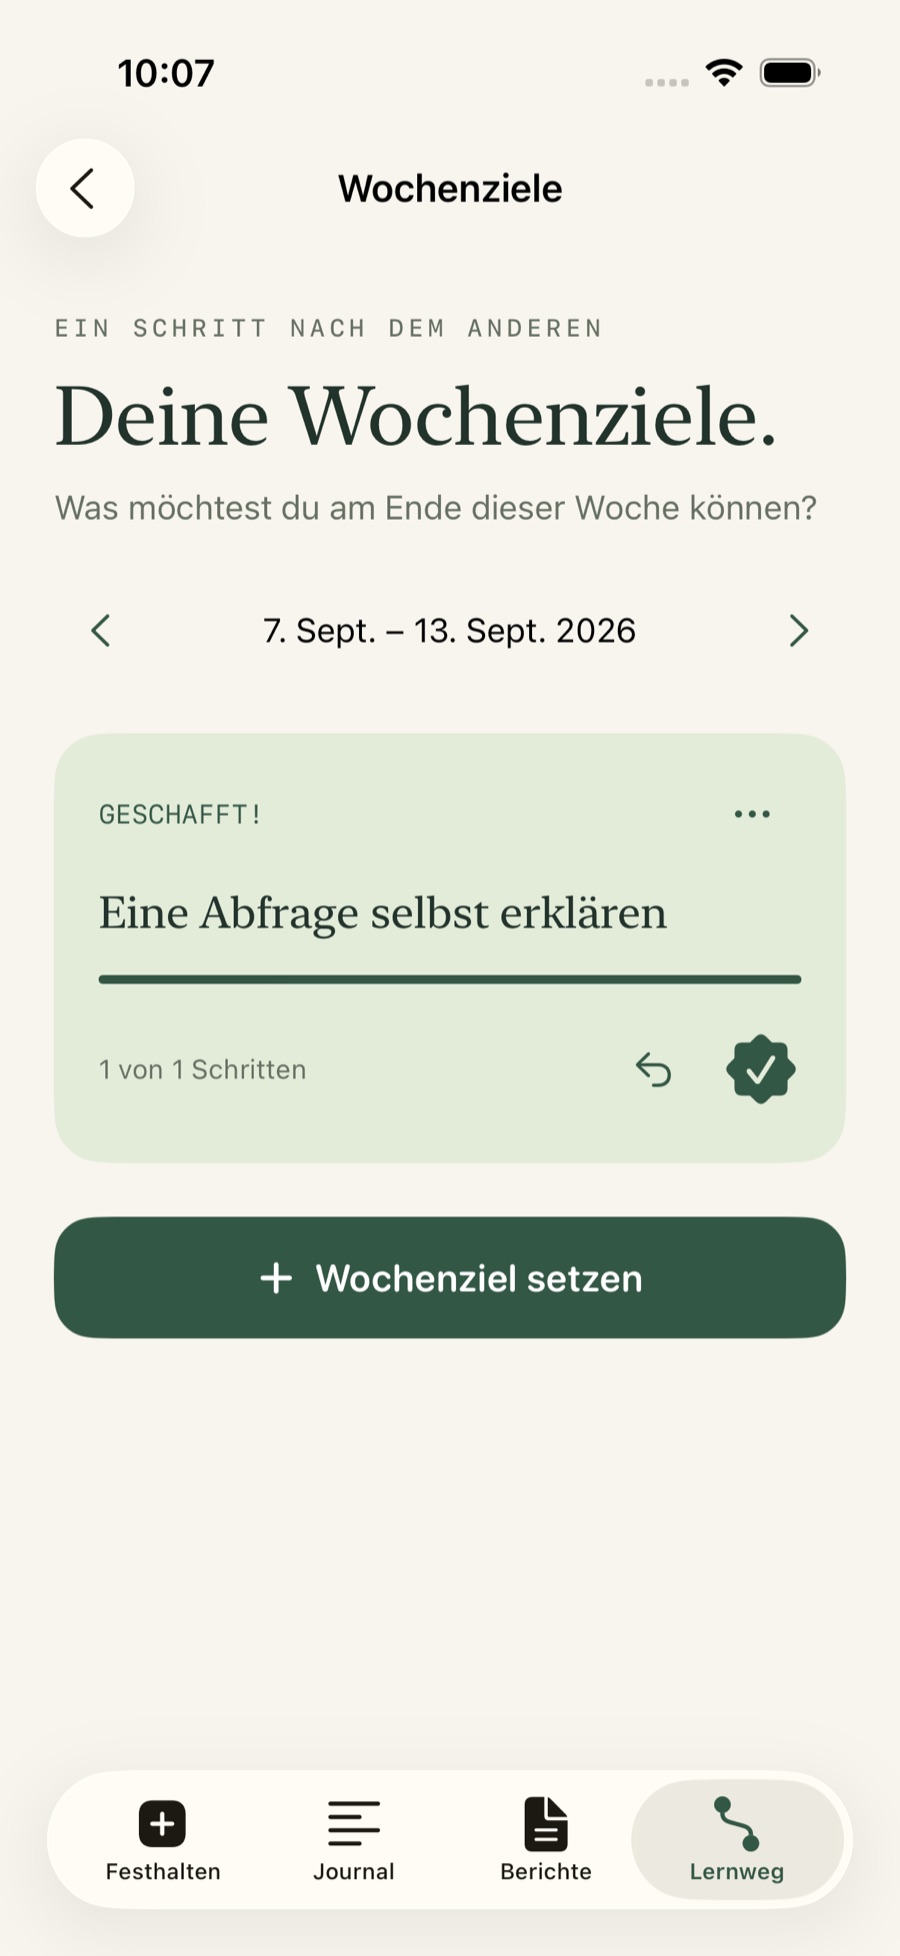 10:07
Wochenziele
EIN SCHRITT NACH DEM ANDEREN
Deine Wochenziele.
Was möchtest du am Ende dieser Woche können?
7. Sept. – 13. Sept. 2026
GESCHAFFT!
Eine Abfrage selbst erklären
1 von 1 Schritten
Wochenziel setzen
Festhalten
Journal
Berichte
Lernweg